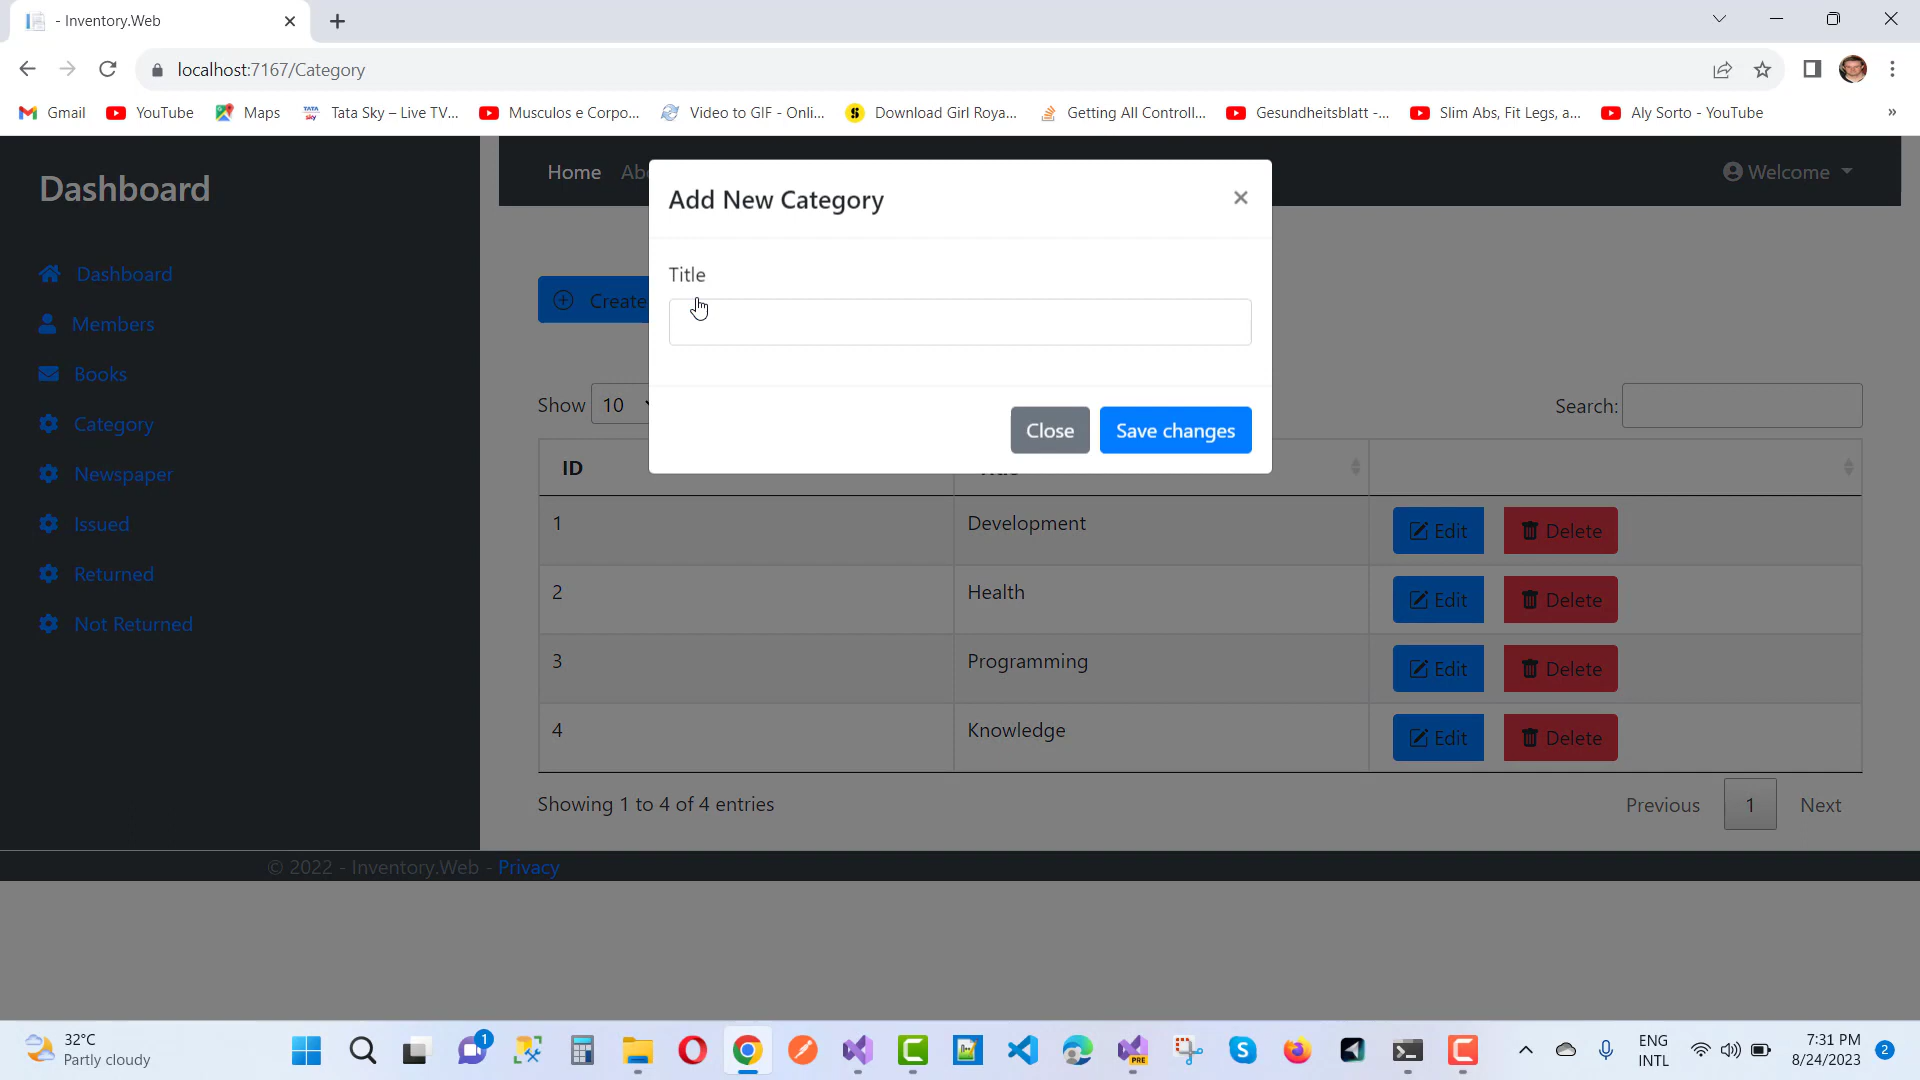 - Inventory.Web
localhost:7167/Category
Gmail YouTube Maps Tata Sky – Live TV... Musculos e Corpo... Video to GIF - Onli... Download Girl Roya... Getting All Controll... Gesundheitsblatt -... Slim Abs, Fit Legs, a... Aly Sorto - YouTube »
Dashboard
Dashboard
Members
Books
Category
Newspaper
Issued
Returned
Not Returned
Home Abo
Welcome
Add New Category
Title
Close Save changes
Create
Show 10
Search:
ID
1 Development Edit Delete
2 Health Edit Delete
3 Programming Edit Delete
4 Knowledge Edit Delete
Showing 1 to 4 of 4 entries
Previous 1 Next
© 2022 - Inventory.Web - Privacy
32°C
Partly cloudy
1
PRE
ENG
INTL
7:31 PM
8/24/2023
2